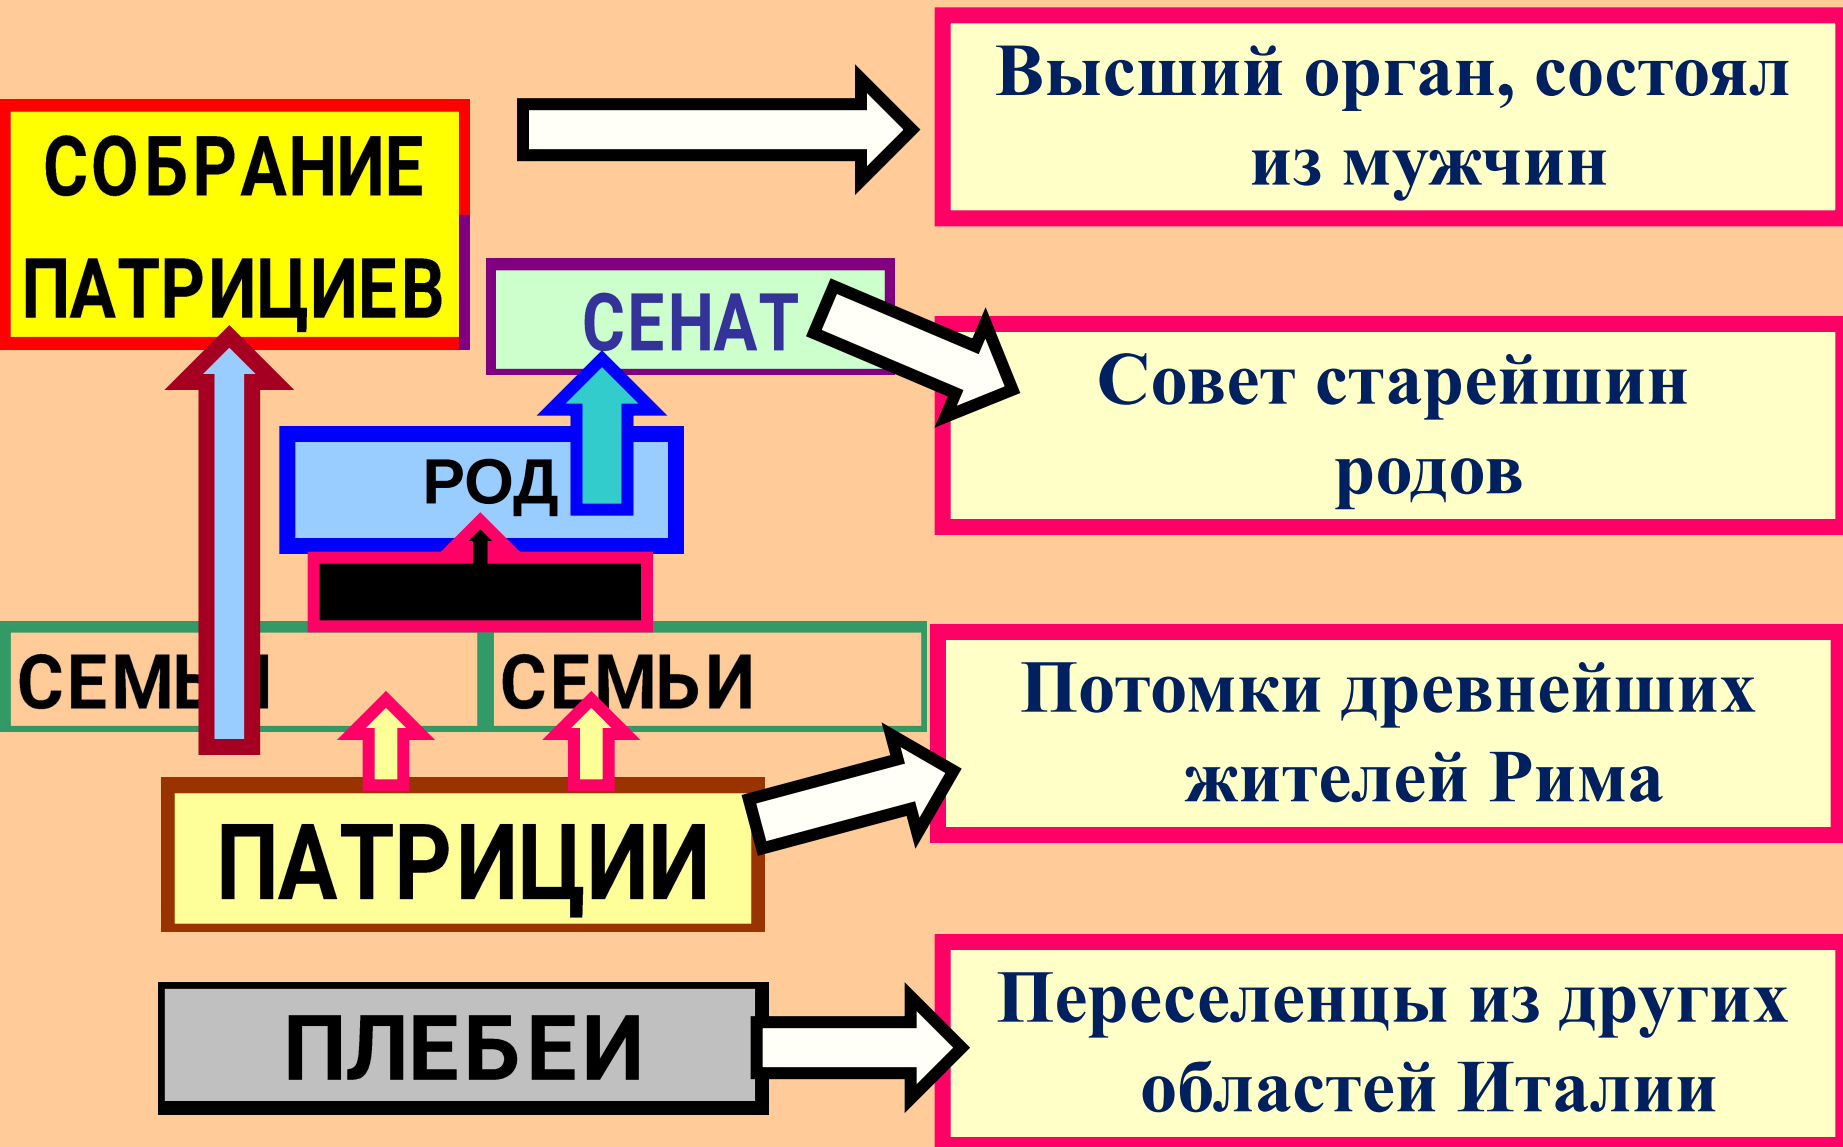 СОБРАНИЕ
ПАТРИЦИЕВ
Высший орган, состоял
из мужчин
СЕНАТ
Совет старейшин
родов
РОД
СЕМЬИ
СЕМЬИ
ПАТРИЦИИ
Потомки древнейших
жителей Рима
ПЛЕБЕИ
Переселенцы из других
областей Италии